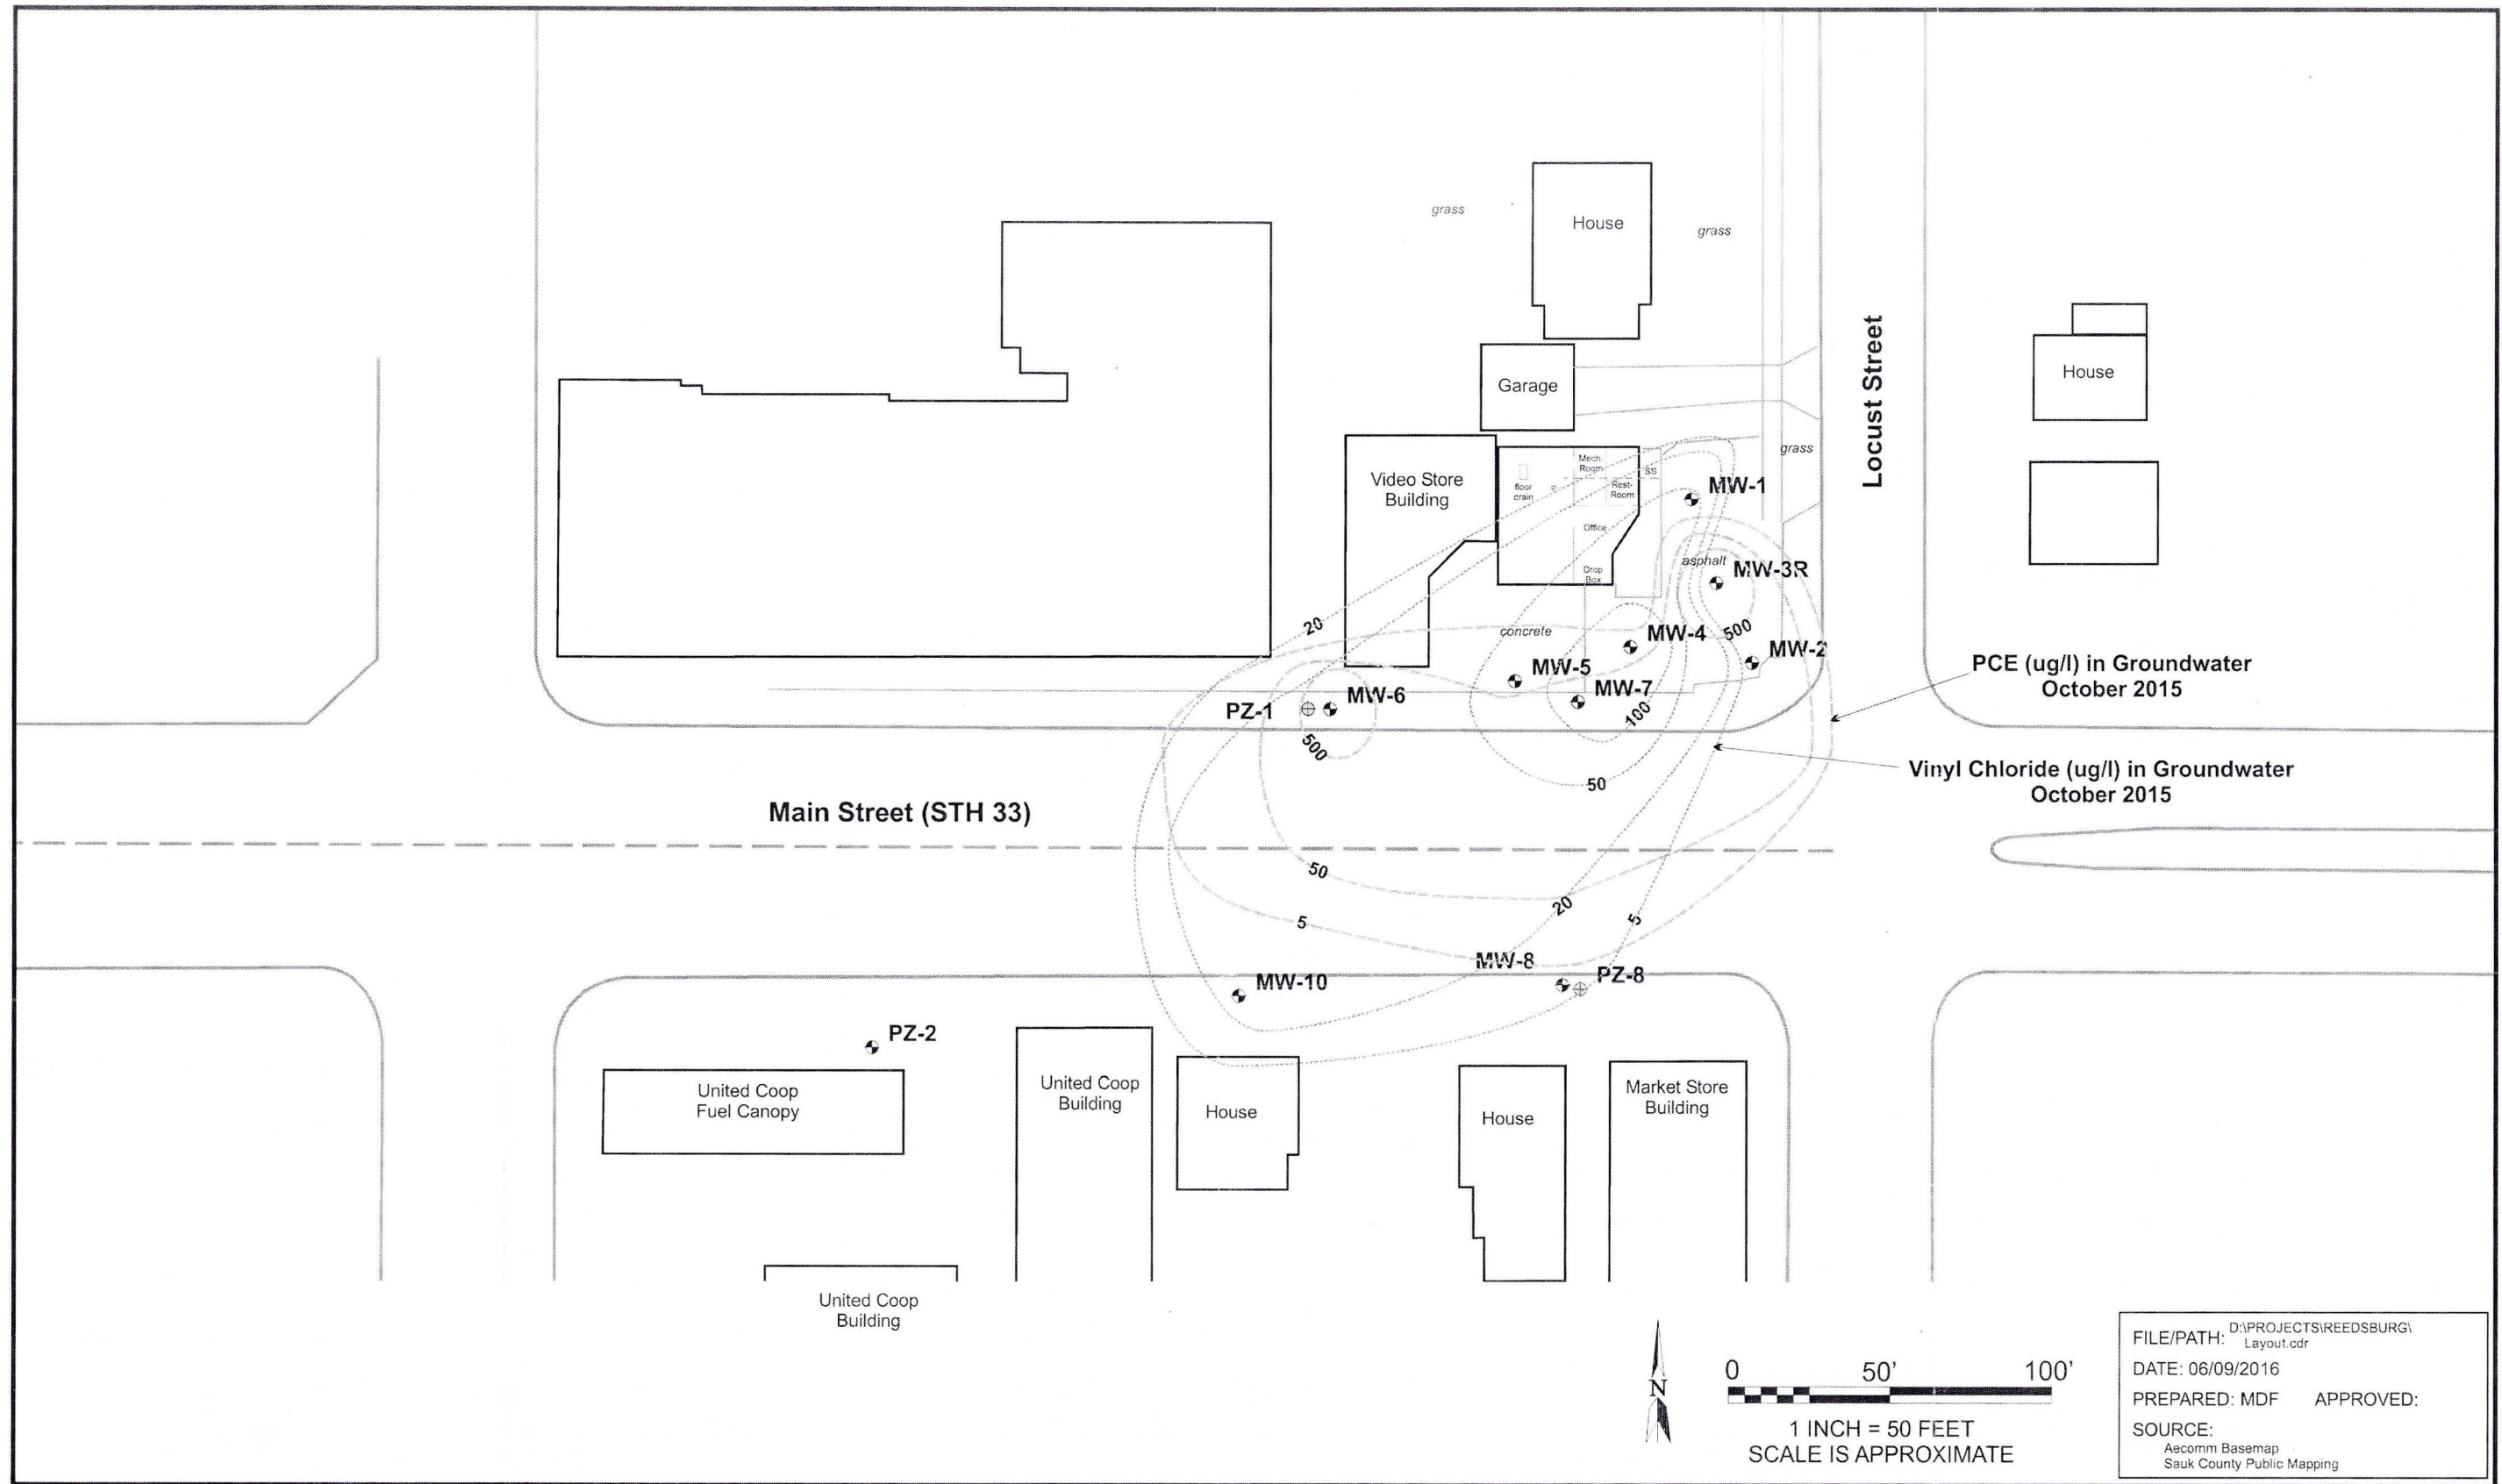 grass
House
grass
Locust Street
House
Garage
grass
Video Store
Building
Mech.
Room
SS
floor
drain
Rest-
Room
MW-1
Office
asphalt
MW-3R
Drop
Box
20
concrete
MW-4
500
MW-2
MW-5
PCE (ug/l) in Groundwater
October 2015
MW-6
MW-7
PZ-1
100
500
50
Vinyl Chloride (ug/l) in Groundwater
October 2015
Main Street (STH 33)
50
20
5
5
MW-8
PZ-8
MW-10
PZ-2
United Coop
Fuel Canopy
United Coop
Building
House
House
Market Store
Building
United Coop
Building
N
0 50' 100'
1 INCH = 50 FEET
SCALE IS APPROXIMATE
FILE/PATH: D:\PROJECTS\REEDSBURG\
Layout.cdr
DATE: 06/09/2016
PREPARED: MDF APPROVED:
SOURCE:
Aecomm Basemap
Sauk County Public Mapping